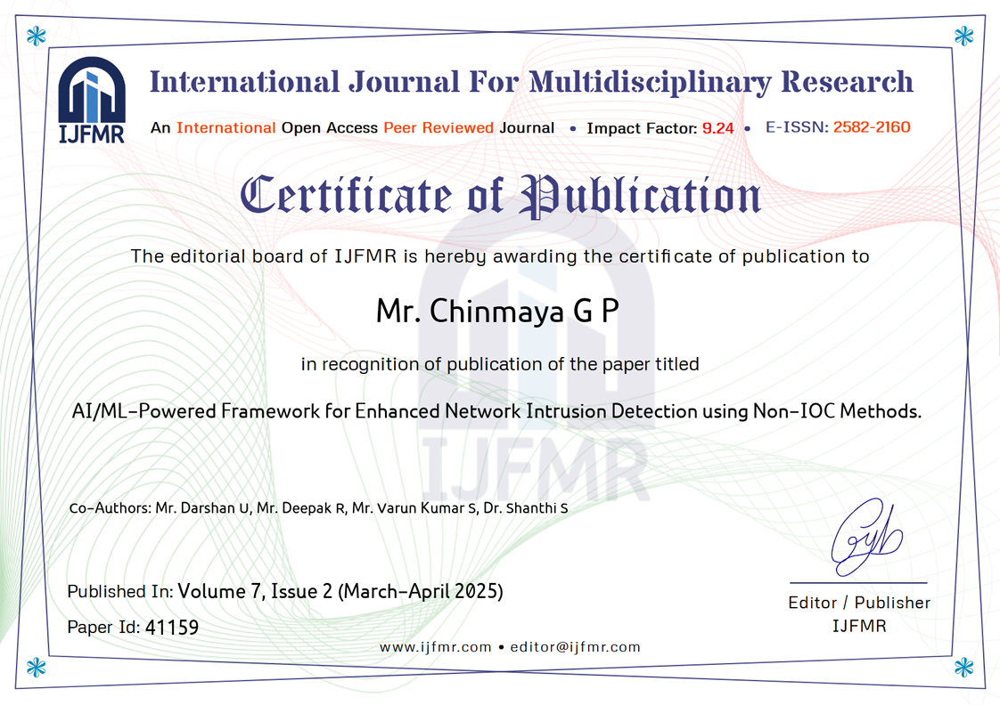 International Journal For Multidisciplinary Research
IJFMR
An International Open Access Peer Reviewed Journal • Impact Factor: 9.24 • E-ISSN: 2582-2160
Certificate of Publication
The editorial board of IJFMR is hereby awarding the certificate of publication to
Mr. Chinmaya G P
in recognition of publication of the paper titled
AI/ML-Powered Framework for Enhanced Network Intrusion Detection using Non-IOC Methods.
IJFMR
Co-Authors: Mr. Darshan U, Mr. Deepak R, Mr. Varun Kumar S, Dr. Shanthi S
Published In: Volume 7, Issue 2 (March-April 2025)
Editor / Publisher
IJFMR
Paper Id: 41159
www.ijfmr.com • editor@ijfmr.com